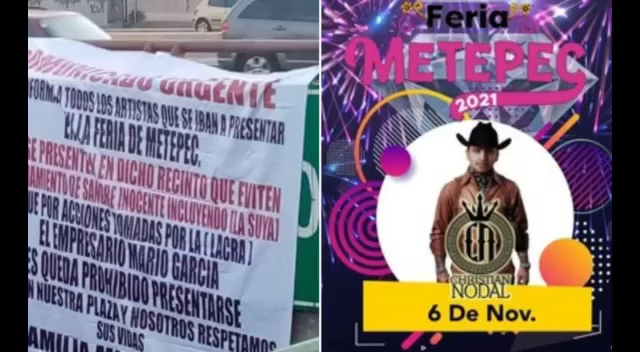 COMUNICADO URGENTE
INFORMA TODOS LOS ARTISTAS QUE SE IBAN A PRESENTAR
EN LA FERIA DE METEPEC.
SE PRESENTEN EN DICHO RECINTO QUE EVITEN
AMIENTO DE SANGRE INOCENTE INCLUYENDO (LA SUYA)
UE POR ACCIONES TOMADAS POR LA (LACRA)
EL EMPRESARIO MARIO GARCIA
ES QUEDA PROHIBIDO PRESENTARSE
N NUESTRA PLAZA Y NOSOTROS RESPETAMOS
SUS VIDAS
Feria
METEPEC
2021
CHRISTIAN
NODAL
6 De Nov.